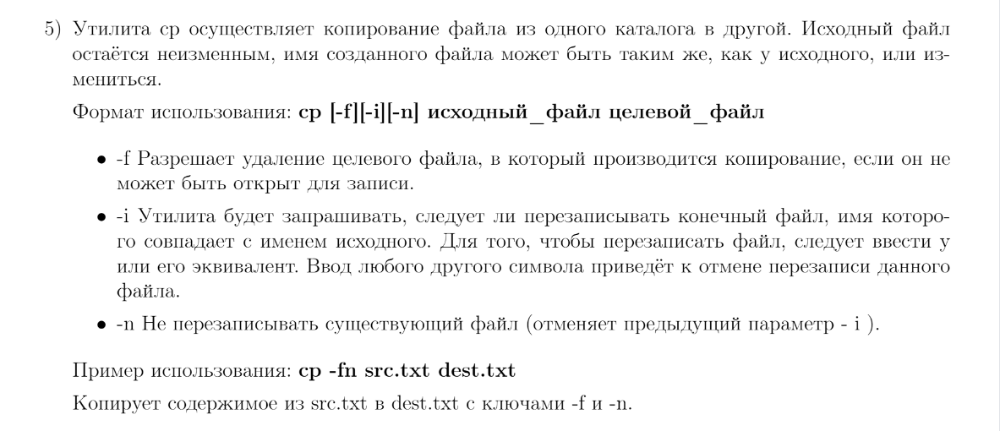 5) Утилита cp осуществляет копирование файла из одного каталога в другой. Исходный файл
остаётся неизменным, имя созданного файла может быть таким же, как у исходного, или из-
мениться.
Формат использования: cp [-f][-i][-n] исходный_файл целевой_файл
• -f Разрешает удаление целевого файла, в который производится копирование, если он не
может быть открыт для записи.
• -i Утилита будет запрашивать, следует ли перезаписывать конечный файл, имя которо-
го совпадает с именем исходного. Для того, чтобы перезаписать файл, следует ввести y
или его эквивалент. Ввод любого другого символа приведёт к отмене перезаписи данного
файла.
• -n Не перезаписывать существующий файл (отменяет предыдущий параметр - i ).
Пример использования: cp -fn src.txt dest.txt
Копирует содержимое из src.txt в dest.txt с ключами -f и -n.